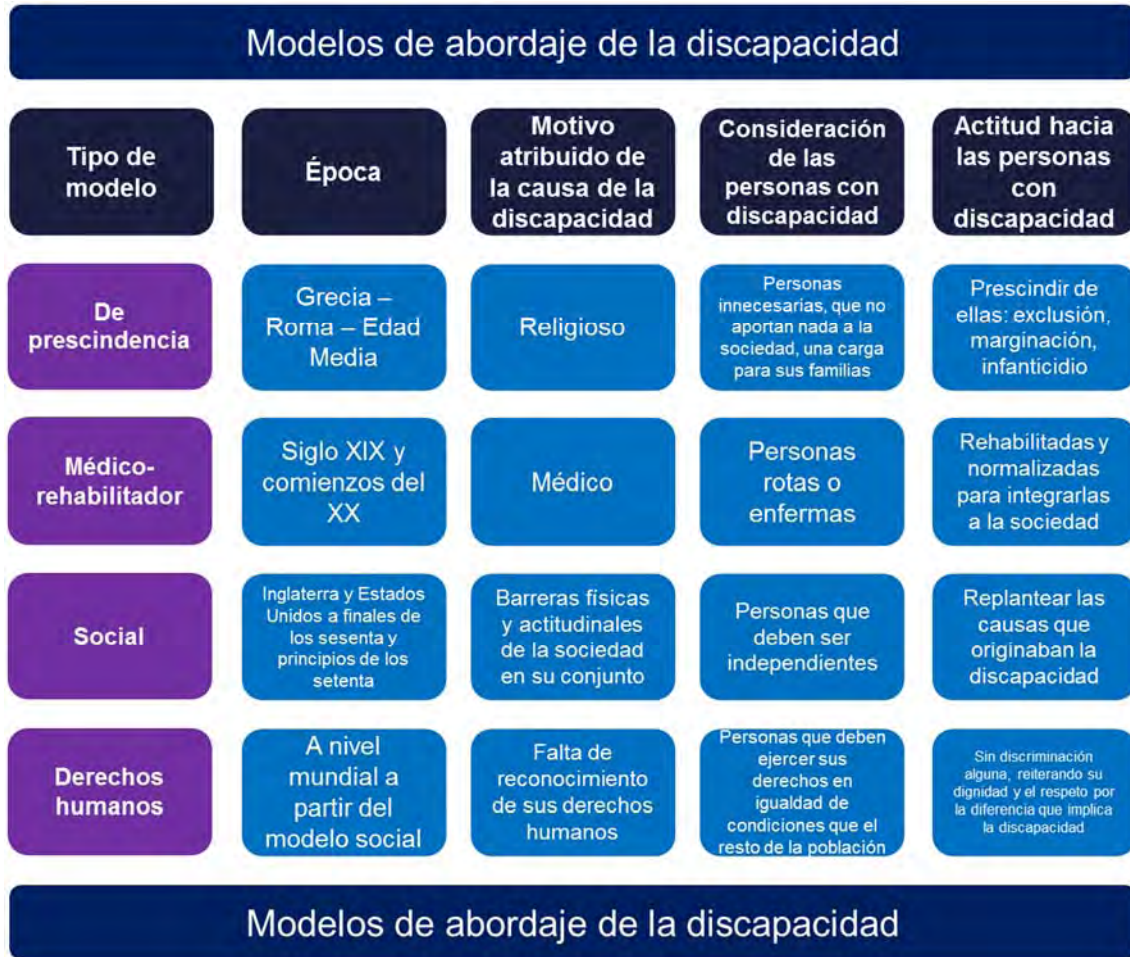 Modelos de abordaje de la discapacidad
Tipo de
modelo
Época
Motivo
atribuido de
la causa de la
discapacidad
Consideración
de las
personas con
discapacidad
Actitud hacia
las personas
con
discapacidad
De
prescindencia
Grecia –
Roma – Edad
Media
Religioso
Personas
innecesarias, que no
aportan nada a la
sociedad, una carga
para sus familias
Prescindir de
ellas: exclusión,
marginación,
infanticidio
Médico-
rehabilitador
Siglo XIX y
comienzos del
XX
Médico
Personas
rotas o
enfermas
Rehabilitadas y
normalizadas
para integrarlas
a la sociedad
Social
Inglaterra y Estados
Unidos a finales de
los sesenta y
principios de los
setenta
Barreras físicas
y actitudinales
de la sociedad
en su conjunto
Personas que
deben ser
independientes
Replantear las
causas que
originaban la
discapacidad
Derechos
humanos
A nivel
mundial a
partir del
modelo social
Falta de
reconocimiento
de sus derechos
humanos
Personas que deben
ejercer sus
derechos en
igualdad de
condiciones que el
resto de la población
Sin discriminación
alguna, reiterando su
dignidad y el respeto por
la diferencia que implica
la discapacidad
Modelos de abordaje de la discapacidad